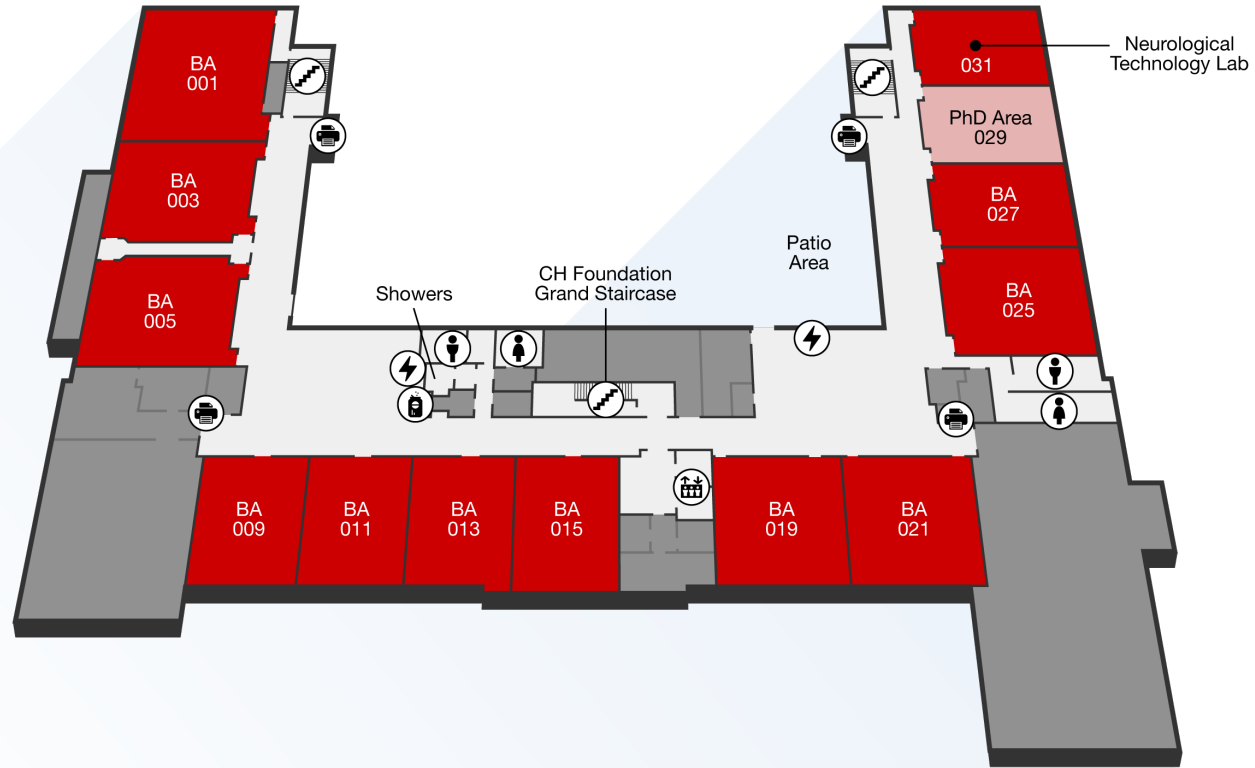 BA
001
BA
003
BA
005
Showers
CH Foundation
Grand Staircase
Patio
Area
031
Neurological
Technology Lab
PhD Area
029
BA
027
BA
025
BA
009
BA
011
BA
013
BA
015
BA
019
BA
021